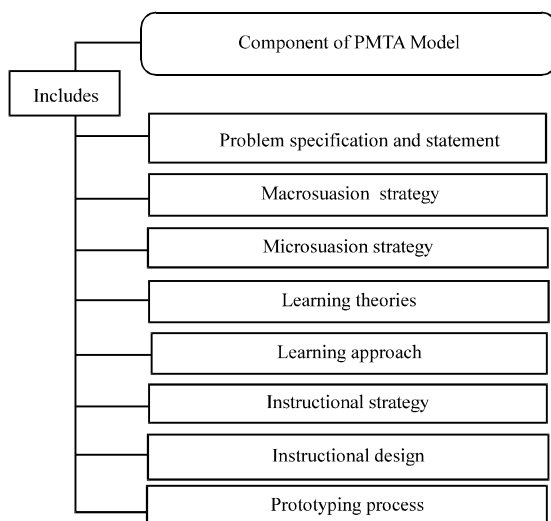 Component of PMTA Model
Includes
Problem specification and statement
Macrosuasion strategy
Microsuasion strategy
Learning theories
Learning approach
Instructional strategy
Instructional design
Prototyping process